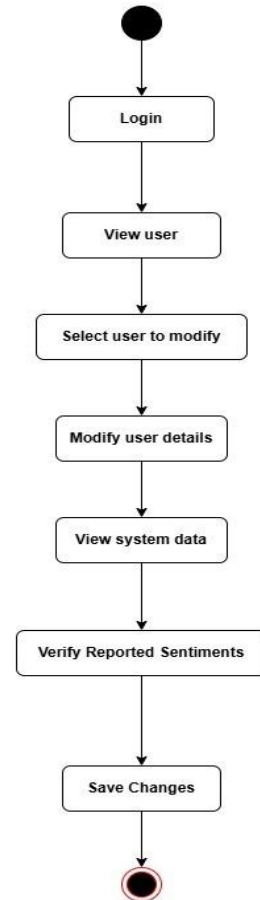 Login
View user
Select user to modify
Modify user details
View system data
Verify Reported Sentiments
Save Changes